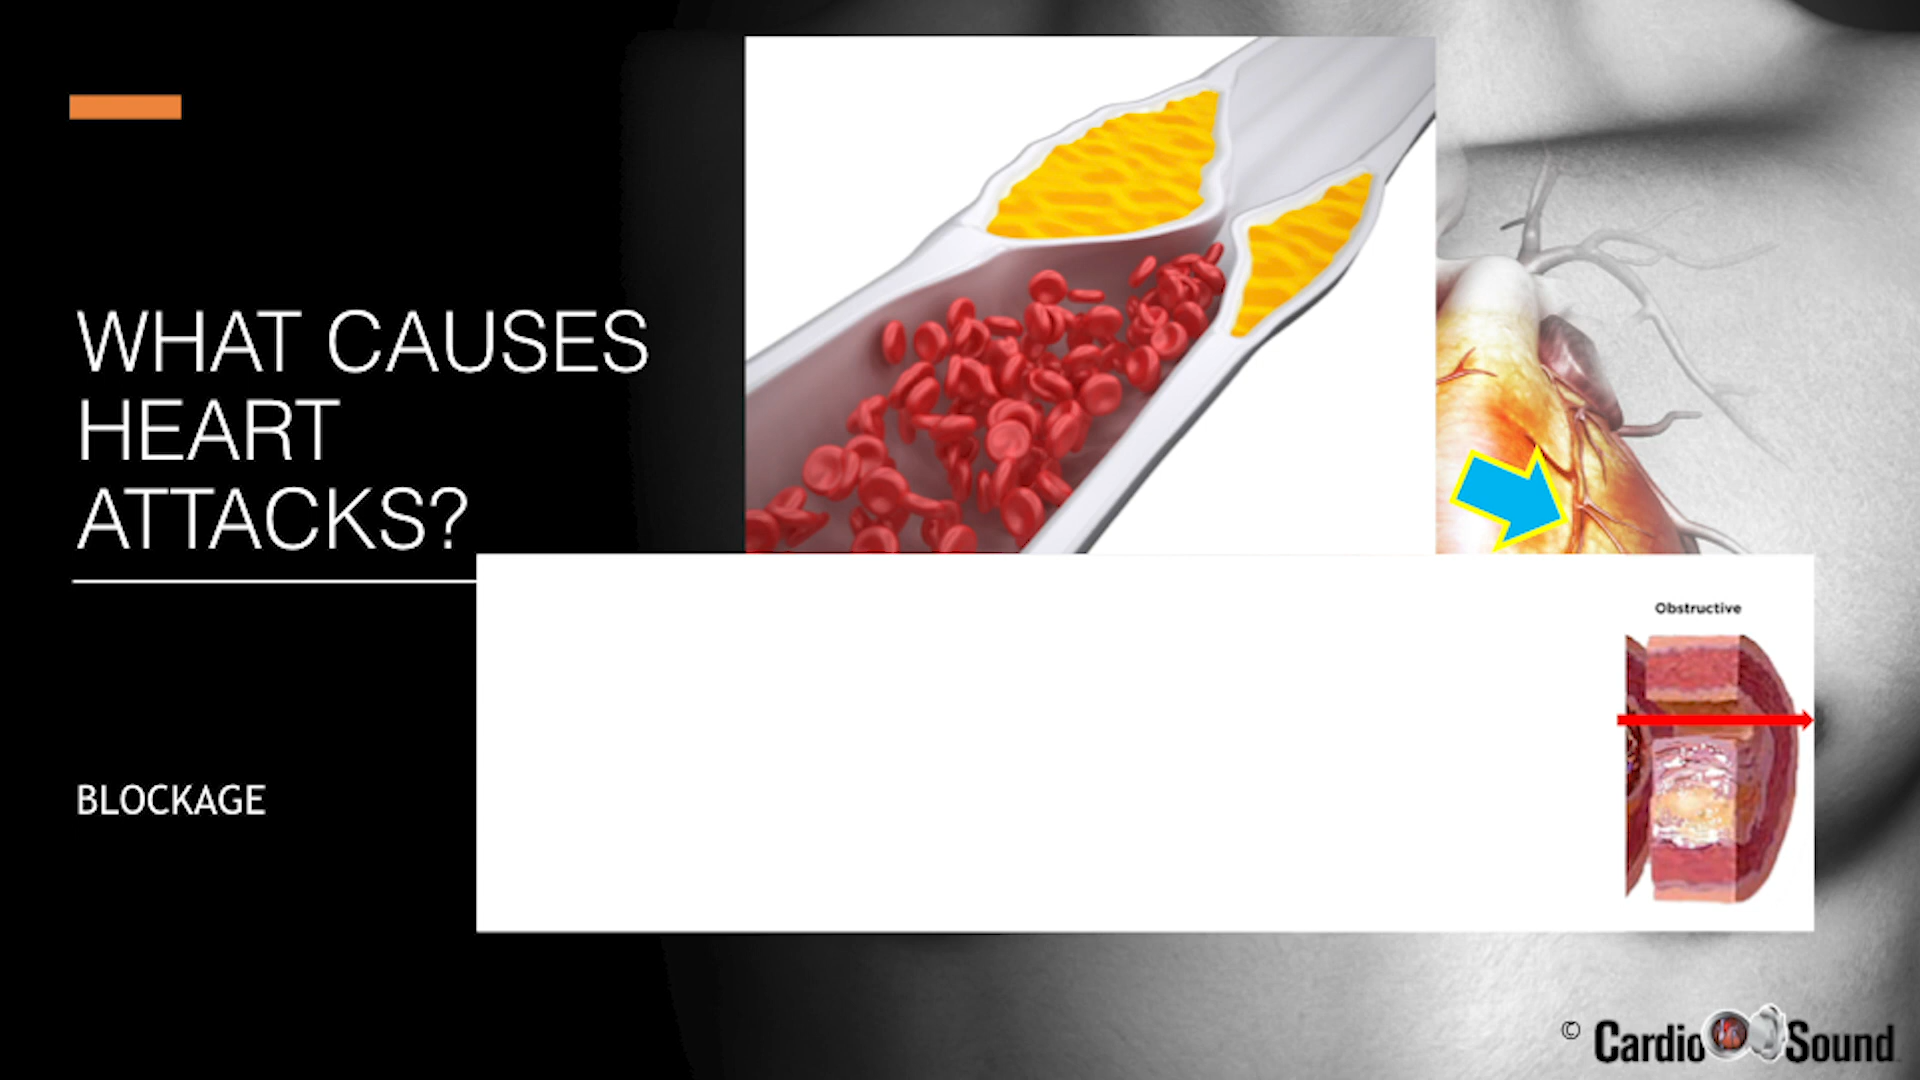 WHAT CAUSES
HEART
ATTACKS?
BLOCKAGE
Obstructive
© Cardio Sound